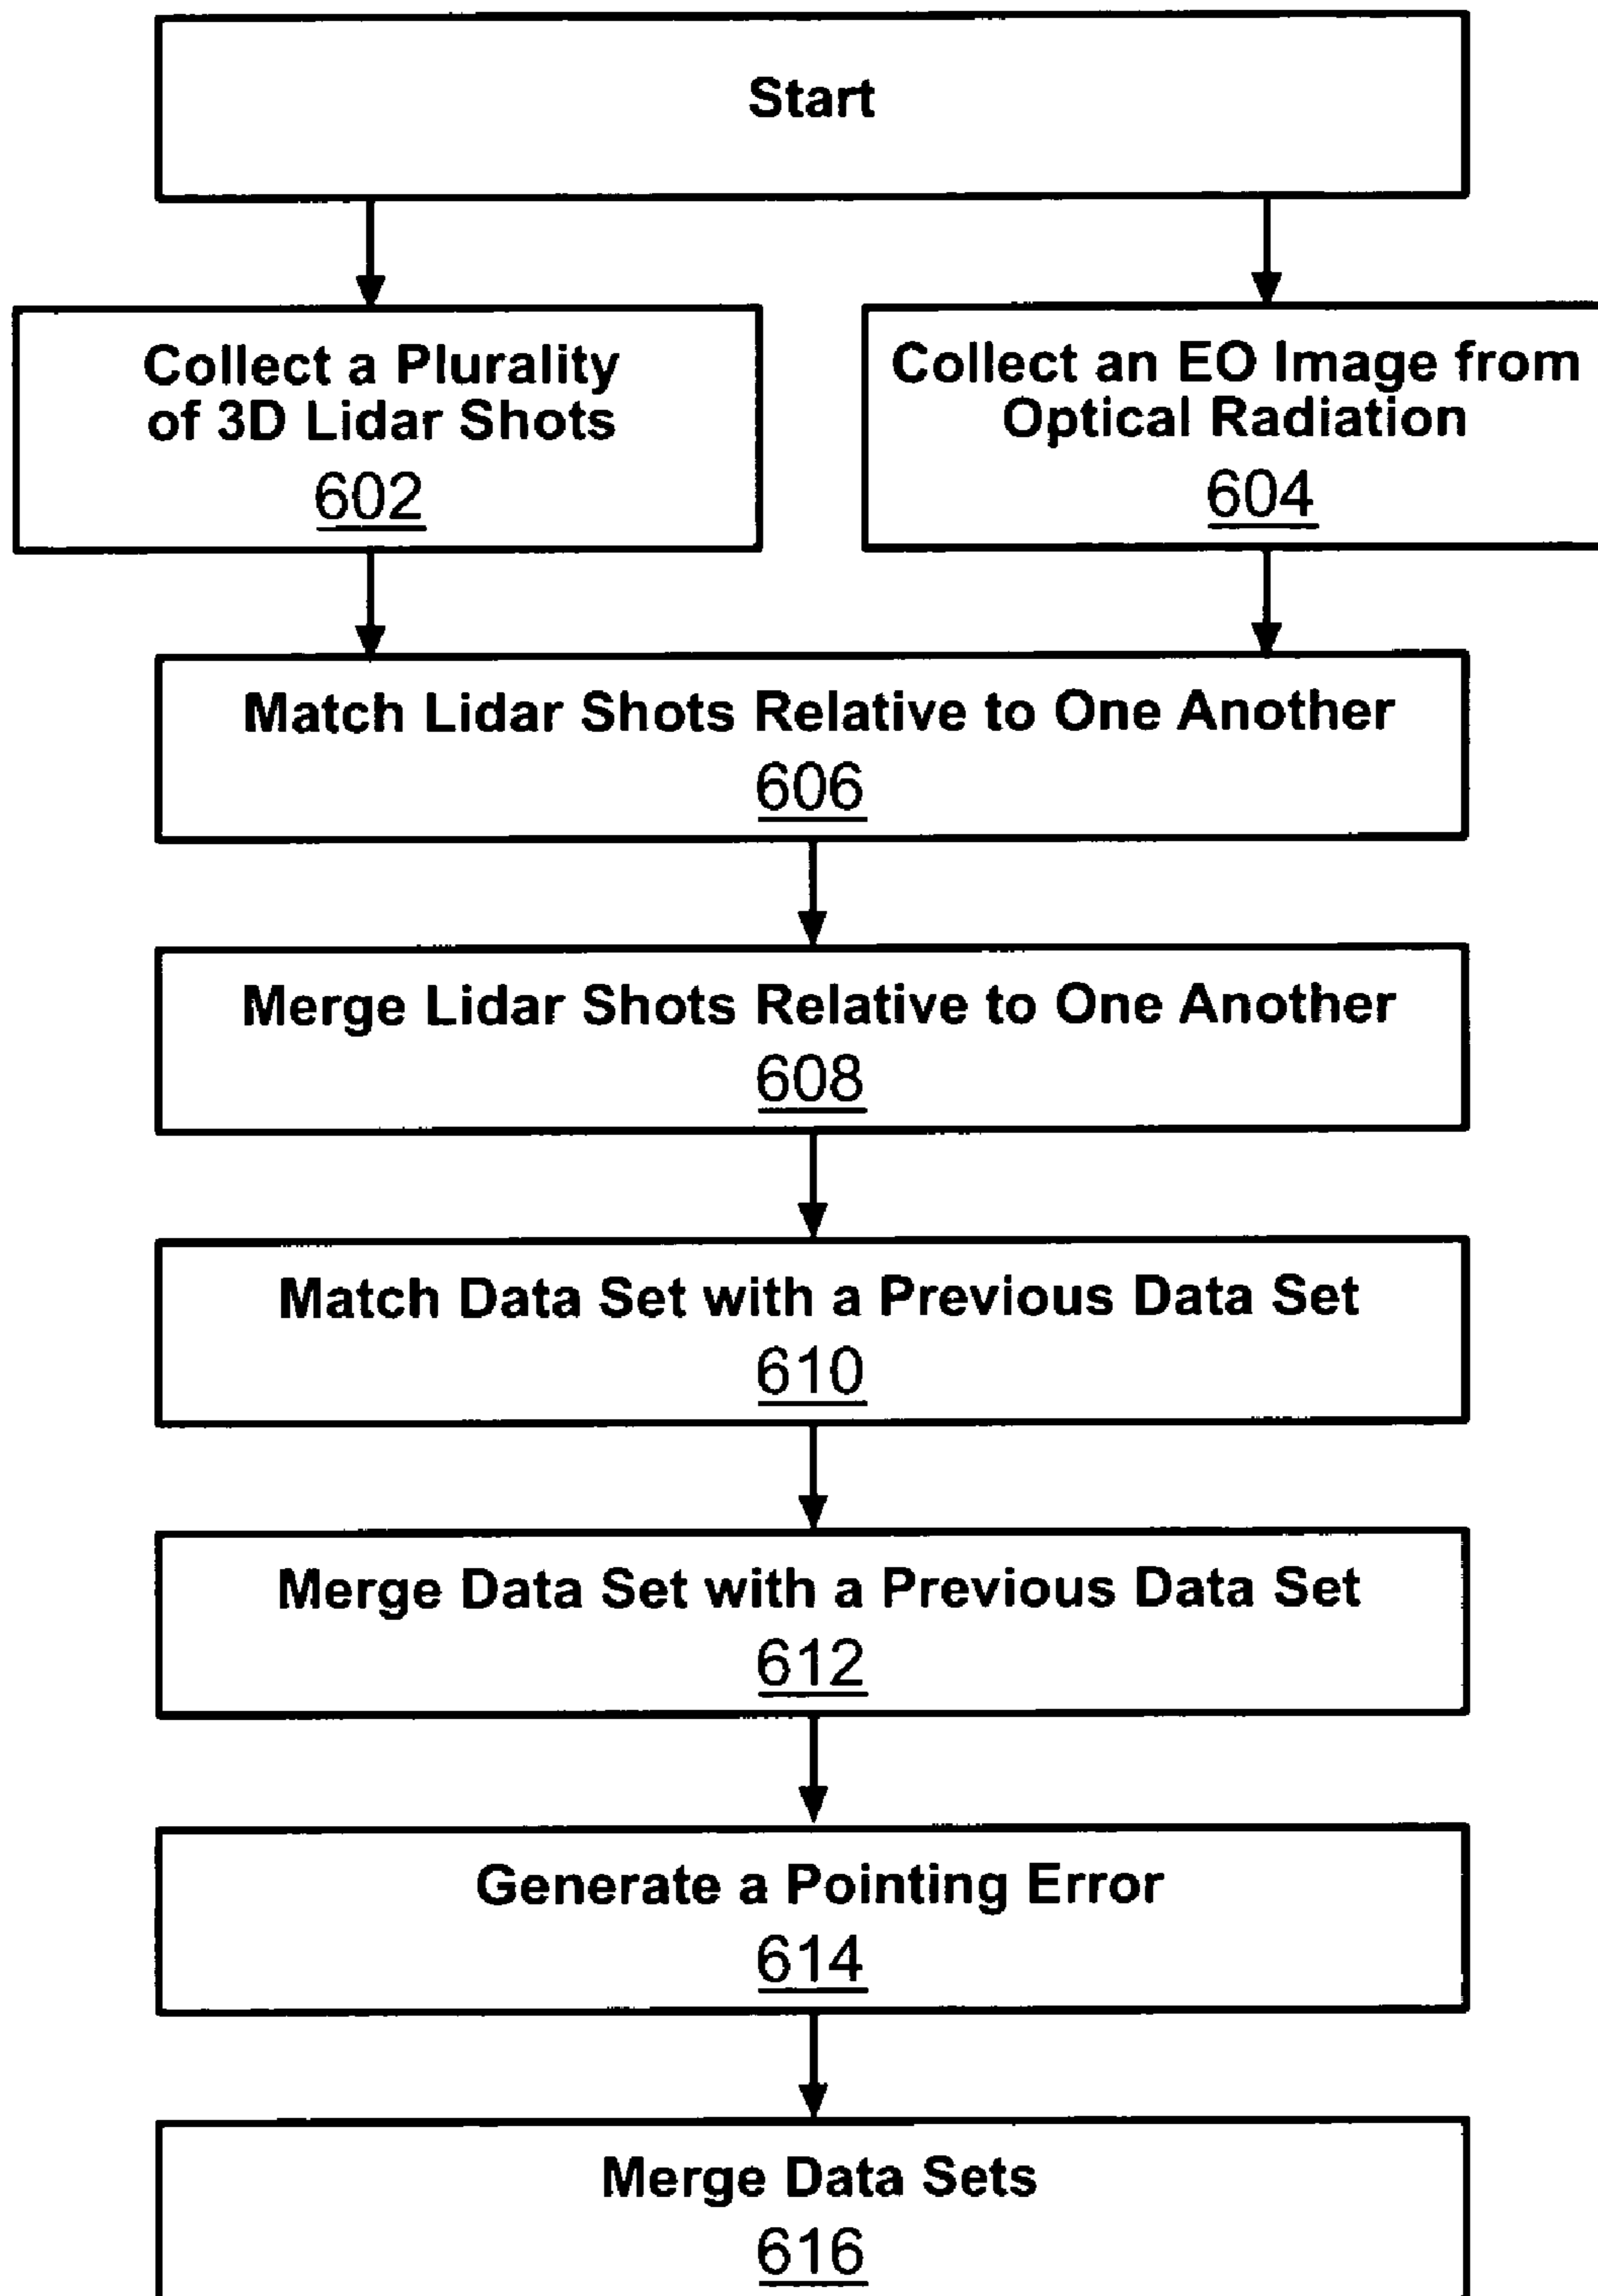 Start
Collect a Plurality
of 3D Lidar Shots
602
Collect an EO Image from
Optical Radiation
604
Match Lidar Shots Relative to One Another
606
Merge Lidar Shots Relative to One Another
608
Match Data Set with a Previous Data Set
610
Merge Data Set with a Previous Data Set
612
Generate a Pointing Error
614
Merge Data Sets
616